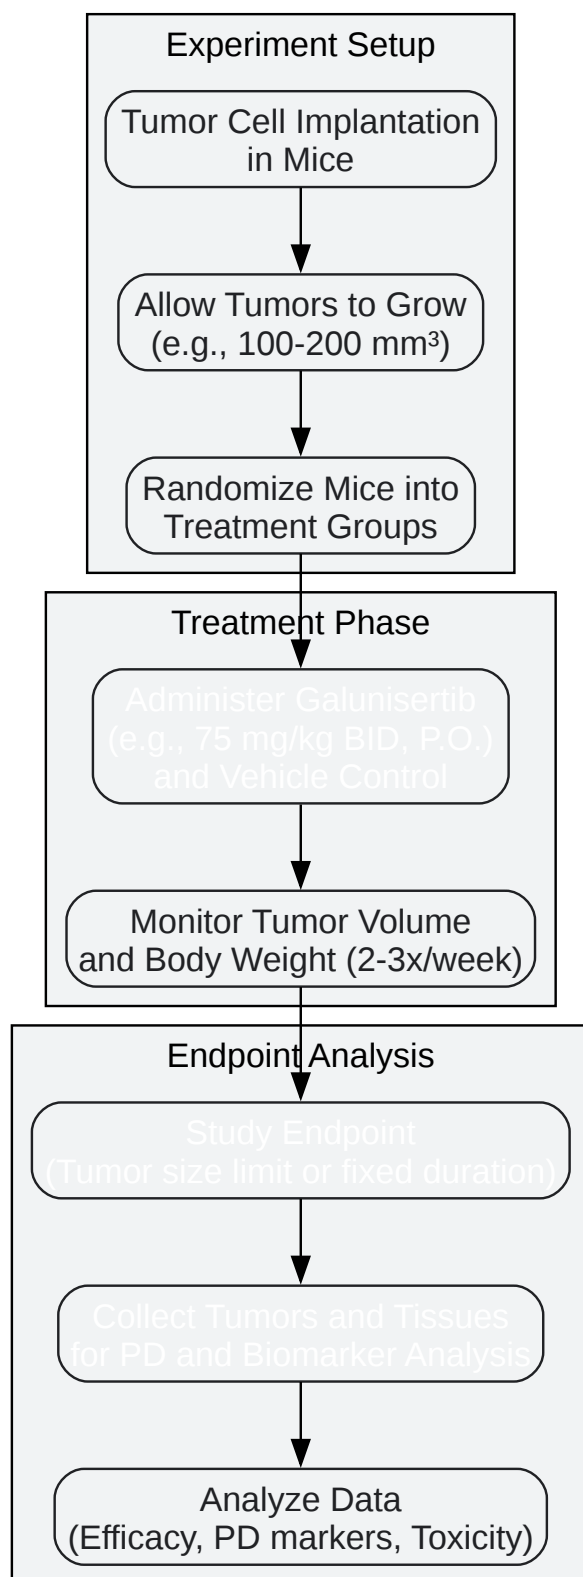 Experiment Setup
Tumor Cell Implantation
in Mice
Allow Tumors to Grow
(e.g., 100-200 mm³)
Randomize Mice into
Treatment Groups
Treatment Phase
Administer Galunisertib
(e.g., 75 mg/kg BID, P.O.)
and Vehicle Control
Monitor Tumor Volume
and Body Weight (2-3x/week)
Endpoint Analysis
Study Endpoint
(Tumor size limit or fixed duration)
Collect Tumors and Tissues
for PD and Biomarker Analysis
Analyze Data
(Efficacy, PD markers, Toxicity)